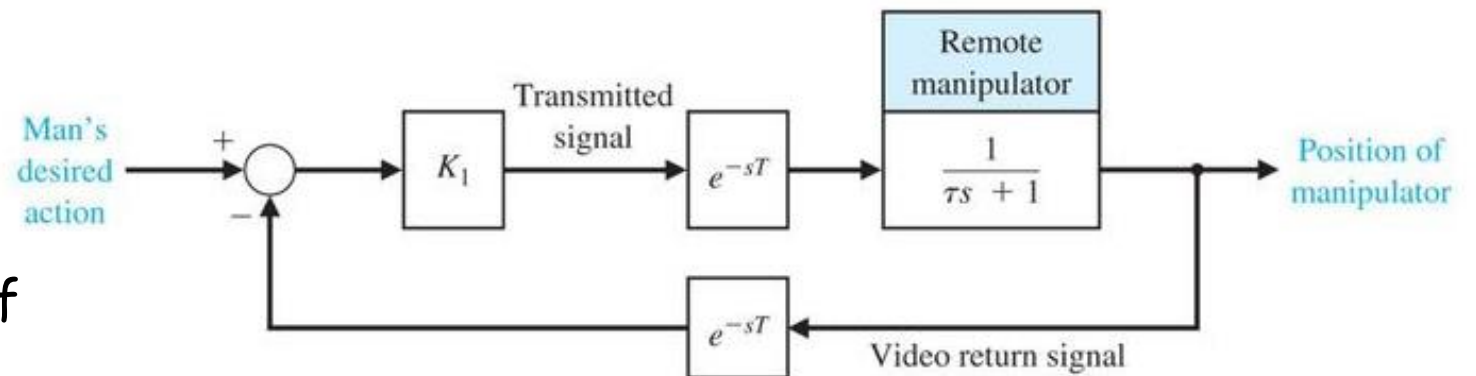 Remote
manipulator
Transmitted
signal
Man's
desired
action
+
−
K₁
e^{-sT}
1
τs + 1
Position of
manipulator
f
e^{-sT}
Video return signal